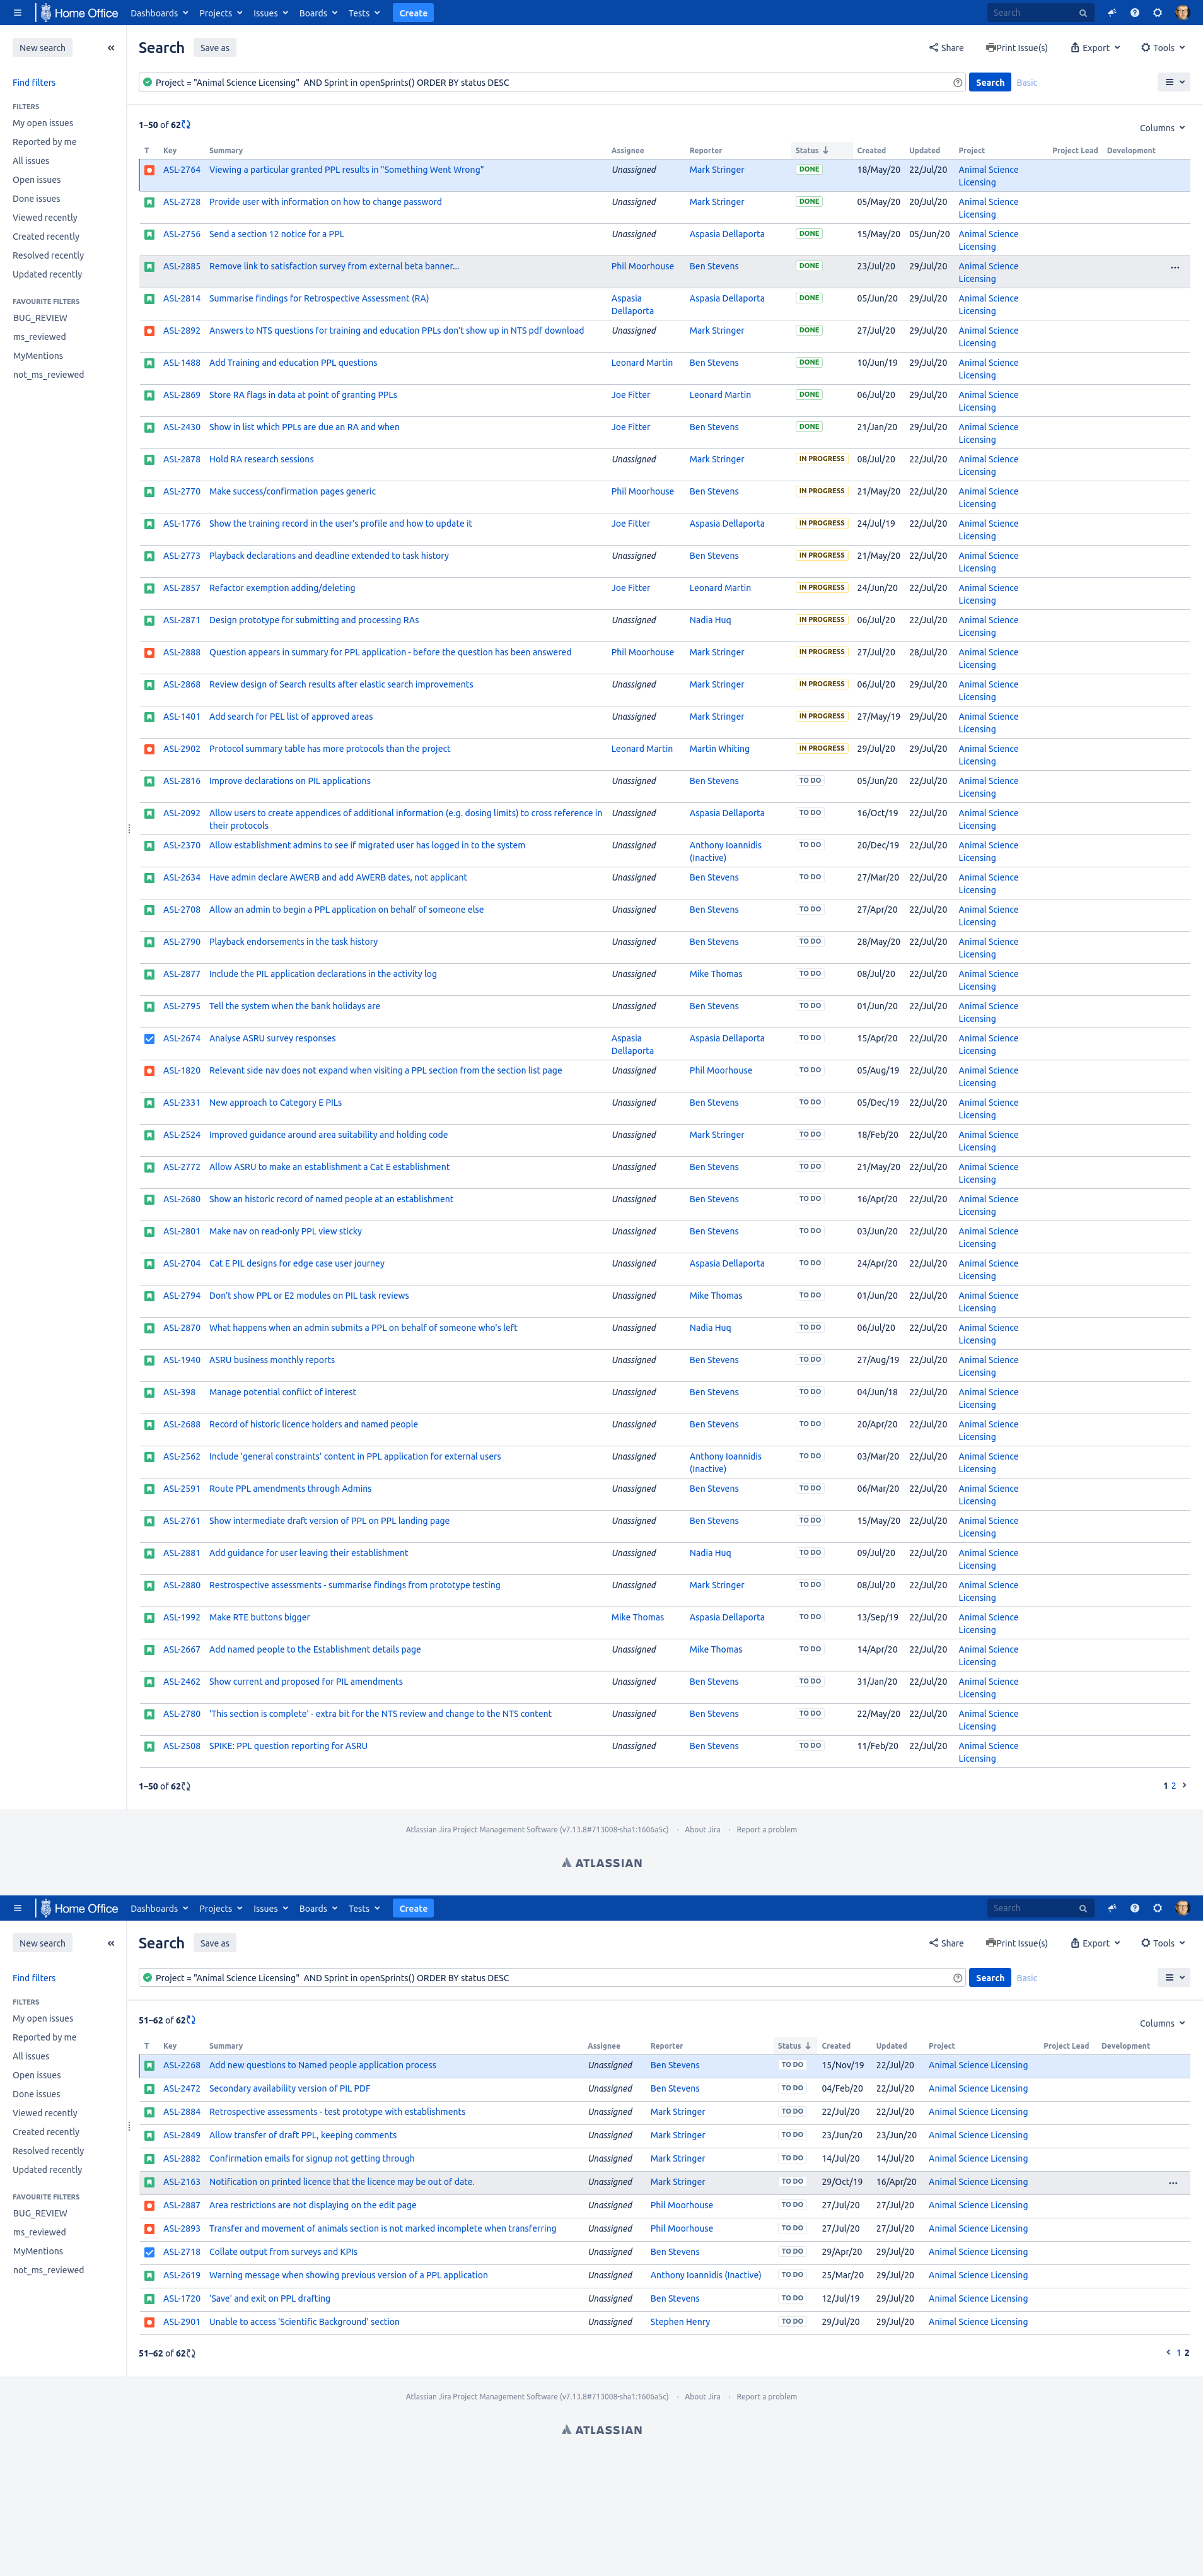 Home Office Dashboards Projects Issues Boards Tests Create Search
New search Search Save as Share Print Issue(s) Export Tools
Find filters Project = "Animal Science Licensing" AND Sprint in openSprints() ORDER BY status DESC Search Basic
FILTERS
My open issues
Reported by me
All issues
Open issues
Done issues
Viewed recently
Created recently
Resolved recently
Updated recently
FAVOURITE FILTERS
BUG_REVIEW
ms_reviewed
MyMentions
not_ms_reviewed
1–50 of 62
Columns
T Key Summary Assignee Reporter Status Created Updated Project Project Lead Development
ASL-2764 Viewing a particular granted PPL results in "Something Went Wrong" Unassigned Mark Stringer DONE 18/May/20 22/Jul/20 Animal Science
Licensing
ASL-2728 Provide user with information on how to change password Unassigned Mark Stringer DONE 05/May/20 20/Jul/20 Animal Science
Licensing
ASL-2756 Send a section 12 notice for a PPL Unassigned Aspasia Dellaporta DONE 15/May/20 05/Jun/20 Animal Science
Licensing
ASL-2885 Remove link to satisfaction survey from external beta banner... Phil Moorhouse Ben Stevens DONE 23/Jul/20 29/Jul/20 Animal Science
Licensing
ASL-2814 Summarise findings for Retrospective Assessment (RA) Aspasia Aspasia Dellaporta DONE 05/Jun/20 29/Jul/20 Animal Science
Dellaporta Licensing
ASL-2892 Answers to NTS questions for training and education PPLs don't show up in NTS pdf download Unassigned Mark Stringer DONE 27/Jul/20 29/Jul/20 Animal Science
Licensing
ASL-1488 Add Training and education PPL questions Leonard Martin Ben Stevens DONE 10/Jun/19 29/Jul/20 Animal Science
Licensing
ASL-2869 Store RA flags in data at point of granting PPLs Joe Fitter Leonard Martin DONE 06/Jul/20 29/Jul/20 Animal Science
Licensing
ASL-2430 Show in list which PPLs are due an RA and when Joe Fitter Ben Stevens DONE 21/Jan/20 29/Jul/20 Animal Science
Licensing
ASL-2878 Hold RA research sessions Unassigned Mark Stringer IN PROGRESS 08/Jul/20 22/Jul/20 Animal Science
Licensing
ASL-2770 Make success/confirmation pages generic Phil Moorhouse Ben Stevens IN PROGRESS 21/May/20 22/Jul/20 Animal Science
Licensing
ASL-1776 Show the training record in the user's profile and how to update it Joe Fitter Aspasia Dellaporta IN PROGRESS 24/Jul/19 22/Jul/20 Animal Science
Licensing
ASL-2773 Playback declarations and deadline extended to task history Unassigned Ben Stevens IN PROGRESS 21/May/20 22/Jul/20 Animal Science
Licensing
ASL-2857 Refactor exemption adding/deleting Joe Fitter Leonard Martin IN PROGRESS 24/Jun/20 22/Jul/20 Animal Science
Licensing
ASL-2871 Design prototype for submitting and processing RAs Unassigned Nadia Huq IN PROGRESS 06/Jul/20 22/Jul/20 Animal Science
Licensing
ASL-2888 Question appears in summary for PPL application - before the question has been answered Phil Moorhouse Mark Stringer IN PROGRESS 27/Jul/20 28/Jul/20 Animal Science
Licensing
ASL-2868 Review design of Search results after elastic search improvements Unassigned Mark Stringer IN PROGRESS 06/Jul/20 29/Jul/20 Animal Science
Licensing
ASL-1401 Add search for PEL list of approved areas Unassigned Mark Stringer IN PROGRESS 27/May/19 29/Jul/20 Animal Science
Licensing
ASL-2902 Protocol summary table has more protocols than the project Leonard Martin Martin Whiting IN PROGRESS 29/Jul/20 29/Jul/20 Animal Science
Licensing
ASL-2816 Improve declarations on PIL applications Unassigned Ben Stevens TO DO 05/Jun/20 22/Jul/20 Animal Science
Licensing
ASL-2092 Allow users to create appendices of additional information (e.g. dosing limits) to cross reference in Unassigned Aspasia Dellaporta TO DO 16/Oct/19 22/Jul/20 Animal Science
their protocols Licensing
ASL-2370 Allow establishment admins to see if migrated user has logged in to the system Unassigned Anthony Ioannidis TO DO 20/Dec/19 22/Jul/20 Animal Science
(Inactive) Licensing
ASL-2634 Have admin declare AWERB and add AWERB dates, not applicant Unassigned Ben Stevens TO DO 27/Mar/20 22/Jul/20 Animal Science
Licensing
ASL-2708 Allow an admin to begin a PPL application on behalf of someone else Unassigned Ben Stevens TO DO 27/Apr/20 22/Jul/20 Animal Science
Licensing
ASL-2790 Playback endorsements in the task history Unassigned Ben Stevens TO DO 28/May/20 22/Jul/20 Animal Science
Licensing
ASL-2877 Include the PIL application declarations in the activity log Unassigned Mike Thomas TO DO 08/Jul/20 22/Jul/20 Animal Science
Licensing
ASL-2795 Tell the system when the bank holidays are Unassigned Ben Stevens TO DO 01/Jun/20 22/Jul/20 Animal Science
Licensing
ASL-2674 Analyse ASRU survey responses Aspasia Aspasia Dellaporta TO DO 15/Apr/20 22/Jul/20 Animal Science
Dellaporta Licensing
ASL-1820 Relevant side nav does not expand when visiting a PPL section from the section list page Unassigned Phil Moorhouse TO DO 05/Aug/19 22/Jul/20 Animal Science
Licensing
ASL-2331 New approach to Category E PILs Unassigned Ben Stevens TO DO 05/Dec/19 22/Jul/20 Animal Science
Licensing
ASL-2524 Improved guidance around area suitability and holding code Unassigned Mark Stringer TO DO 18/Feb/20 22/Jul/20 Animal Science
Licensing
ASL-2772 Allow ASRU to make an establishment a Cat E establishment Unassigned Ben Stevens TO DO 21/May/20 22/Jul/20 Animal Science
Licensing
ASL-2680 Show an historic record of named people at an establishment Unassigned Ben Stevens TO DO 16/Apr/20 22/Jul/20 Animal Science
Licensing
ASL-2801 Make nav on read-only PPL view sticky Unassigned Ben Stevens TO DO 03/Jun/20 22/Jul/20 Animal Science
Licensing
ASL-2704 Cat E PIL designs for edge case user journey Unassigned Aspasia Dellaporta TO DO 24/Apr/20 22/Jul/20 Animal Science
Licensing
ASL-2794 Don't show PPL or E2 modules on PIL task reviews Unassigned Mike Thomas TO DO 01/Jun/20 22/Jul/20 Animal Science
Licensing
ASL-2870 What happens when an admin submits a PPL on behalf of someone who's left Unassigned Nadia Huq TO DO 06/Jul/20 22/Jul/20 Animal Science
Licensing
ASL-1940 ASRU business monthly reports Unassigned Ben Stevens TO DO 27/Aug/19 22/Jul/20 Animal Science
Licensing
ASL-398 Manage potential conflict of interest Unassigned Ben Stevens TO DO 04/Jun/18 22/Jul/20 Animal Science
Licensing
ASL-2688 Record of historic licence holders and named people Unassigned Ben Stevens TO DO 20/Apr/20 22/Jul/20 Animal Science
Licensing
ASL-2562 Include 'general constraints' content in PPL application for external users Unassigned Anthony Ioannidis TO DO 03/Mar/20 22/Jul/20 Animal Science
(Inactive) Licensing
ASL-2591 Route PPL amendments through Admins Unassigned Ben Stevens TO DO 06/Mar/20 22/Jul/20 Animal Science
Licensing
ASL-2761 Show intermediate draft version of PPL on PPL landing page Unassigned Ben Stevens TO DO 15/May/20 22/Jul/20 Animal Science
Licensing
ASL-2881 Add guidance for user leaving their establishment Unassigned Nadia Huq TO DO 09/Jul/20 22/Jul/20 Animal Science
Licensing
ASL-2880 Restrospective assessments - summarise findings from prototype testing Unassigned Mark Stringer TO DO 08/Jul/20 22/Jul/20 Animal Science
Licensing
ASL-1992 Make RTE buttons bigger Mike Thomas Aspasia Dellaporta TO DO 13/Sep/19 22/Jul/20 Animal Science
Licensing
ASL-2667 Add named people to the Establishment details page Unassigned Mike Thomas TO DO 14/Apr/20 22/Jul/20 Animal Science
Licensing
ASL-2462 Show current and proposed for PIL amendments Unassigned Ben Stevens TO DO 31/Jan/20 22/Jul/20 Animal Science
Licensing
ASL-2780 'This section is complete' - extra bit for the NTS review and change to the NTS content Unassigned Ben Stevens TO DO 22/May/20 22/Jul/20 Animal Science
Licensing
ASL-2508 SPIKE: PPL question reporting for ASRU Unassigned Ben Stevens TO DO 11/Feb/20 22/Jul/20 Animal Science
Licensing
1–50 of 62 1 2
Atlassian Jira Project Management Software (v7.13.8#713008-sha1:1606a5c) · About Jira · Report a problem
ATLASSIAN
Home Office Dashboards Projects Issues Boards Tests Create Search
New search Search Save as Share Print Issue(s) Export Tools
Find filters Project = "Animal Science Licensing" AND Sprint in openSprints() ORDER BY status DESC Search Basic
FILTERS
My open issues
Reported by me
All issues
Open issues
Done issues
Viewed recently
Created recently
Resolved recently
Updated recently
FAVOURITE FILTERS
BUG_REVIEW
ms_reviewed
MyMentions
not_ms_reviewed
51–62 of 62
Columns
T Key Summary Assignee Reporter Status Created Updated Project Project Lead Development
ASL-2268 Add new questions to Named people application process Unassigned Ben Stevens TO DO 15/Nov/19 22/Jul/20 Animal Science Licensing
ASL-2472 Secondary availability version of PIL PDF Unassigned Ben Stevens TO DO 04/Feb/20 22/Jul/20 Animal Science Licensing
ASL-2884 Retrospective assessments - test prototype with establishments Unassigned Mark Stringer TO DO 22/Jul/20 22/Jul/20 Animal Science Licensing
ASL-2849 Allow transfer of draft PPL, keeping comments Unassigned Mark Stringer TO DO 23/Jun/20 23/Jun/20 Animal Science Licensing
ASL-2882 Confirmation emails for signup not getting through Unassigned Mark Stringer TO DO 14/Jul/20 14/Jul/20 Animal Science Licensing
ASL-2163 Notification on printed licence that the licence may be out of date. Unassigned Mark Stringer TO DO 29/Oct/19 16/Apr/20 Animal Science Licensing
ASL-2887 Area restrictions are not displaying on the edit page Unassigned Phil Moorhouse TO DO 27/Jul/20 27/Jul/20 Animal Science Licensing
ASL-2893 Transfer and movement of animals section is not marked incomplete when transferring Unassigned Phil Moorhouse TO DO 27/Jul/20 27/Jul/20 Animal Science Licensing
ASL-2718 Collate output from surveys and KPIs Unassigned Ben Stevens TO DO 29/Apr/20 29/Jul/20 Animal Science Licensing
ASL-2619 Warning message when showing previous version of a PPL application Unassigned Anthony Ioannidis (Inactive) TO DO 25/Mar/20 29/Jul/20 Animal Science Licensing
ASL-1720 'Save' and exit on PPL drafting Unassigned Ben Stevens TO DO 12/Jul/19 29/Jul/20 Animal Science Licensing
ASL-2901 Unable to access 'Scientific Background' section Unassigned Stephen Henry TO DO 29/Jul/20 29/Jul/20 Animal Science Licensing
51–62 of 62 1 2
Atlassian Jira Project Management Software (v7.13.8#713008-sha1:1606a5c) · About Jira · Report a problem
ATLASSIAN